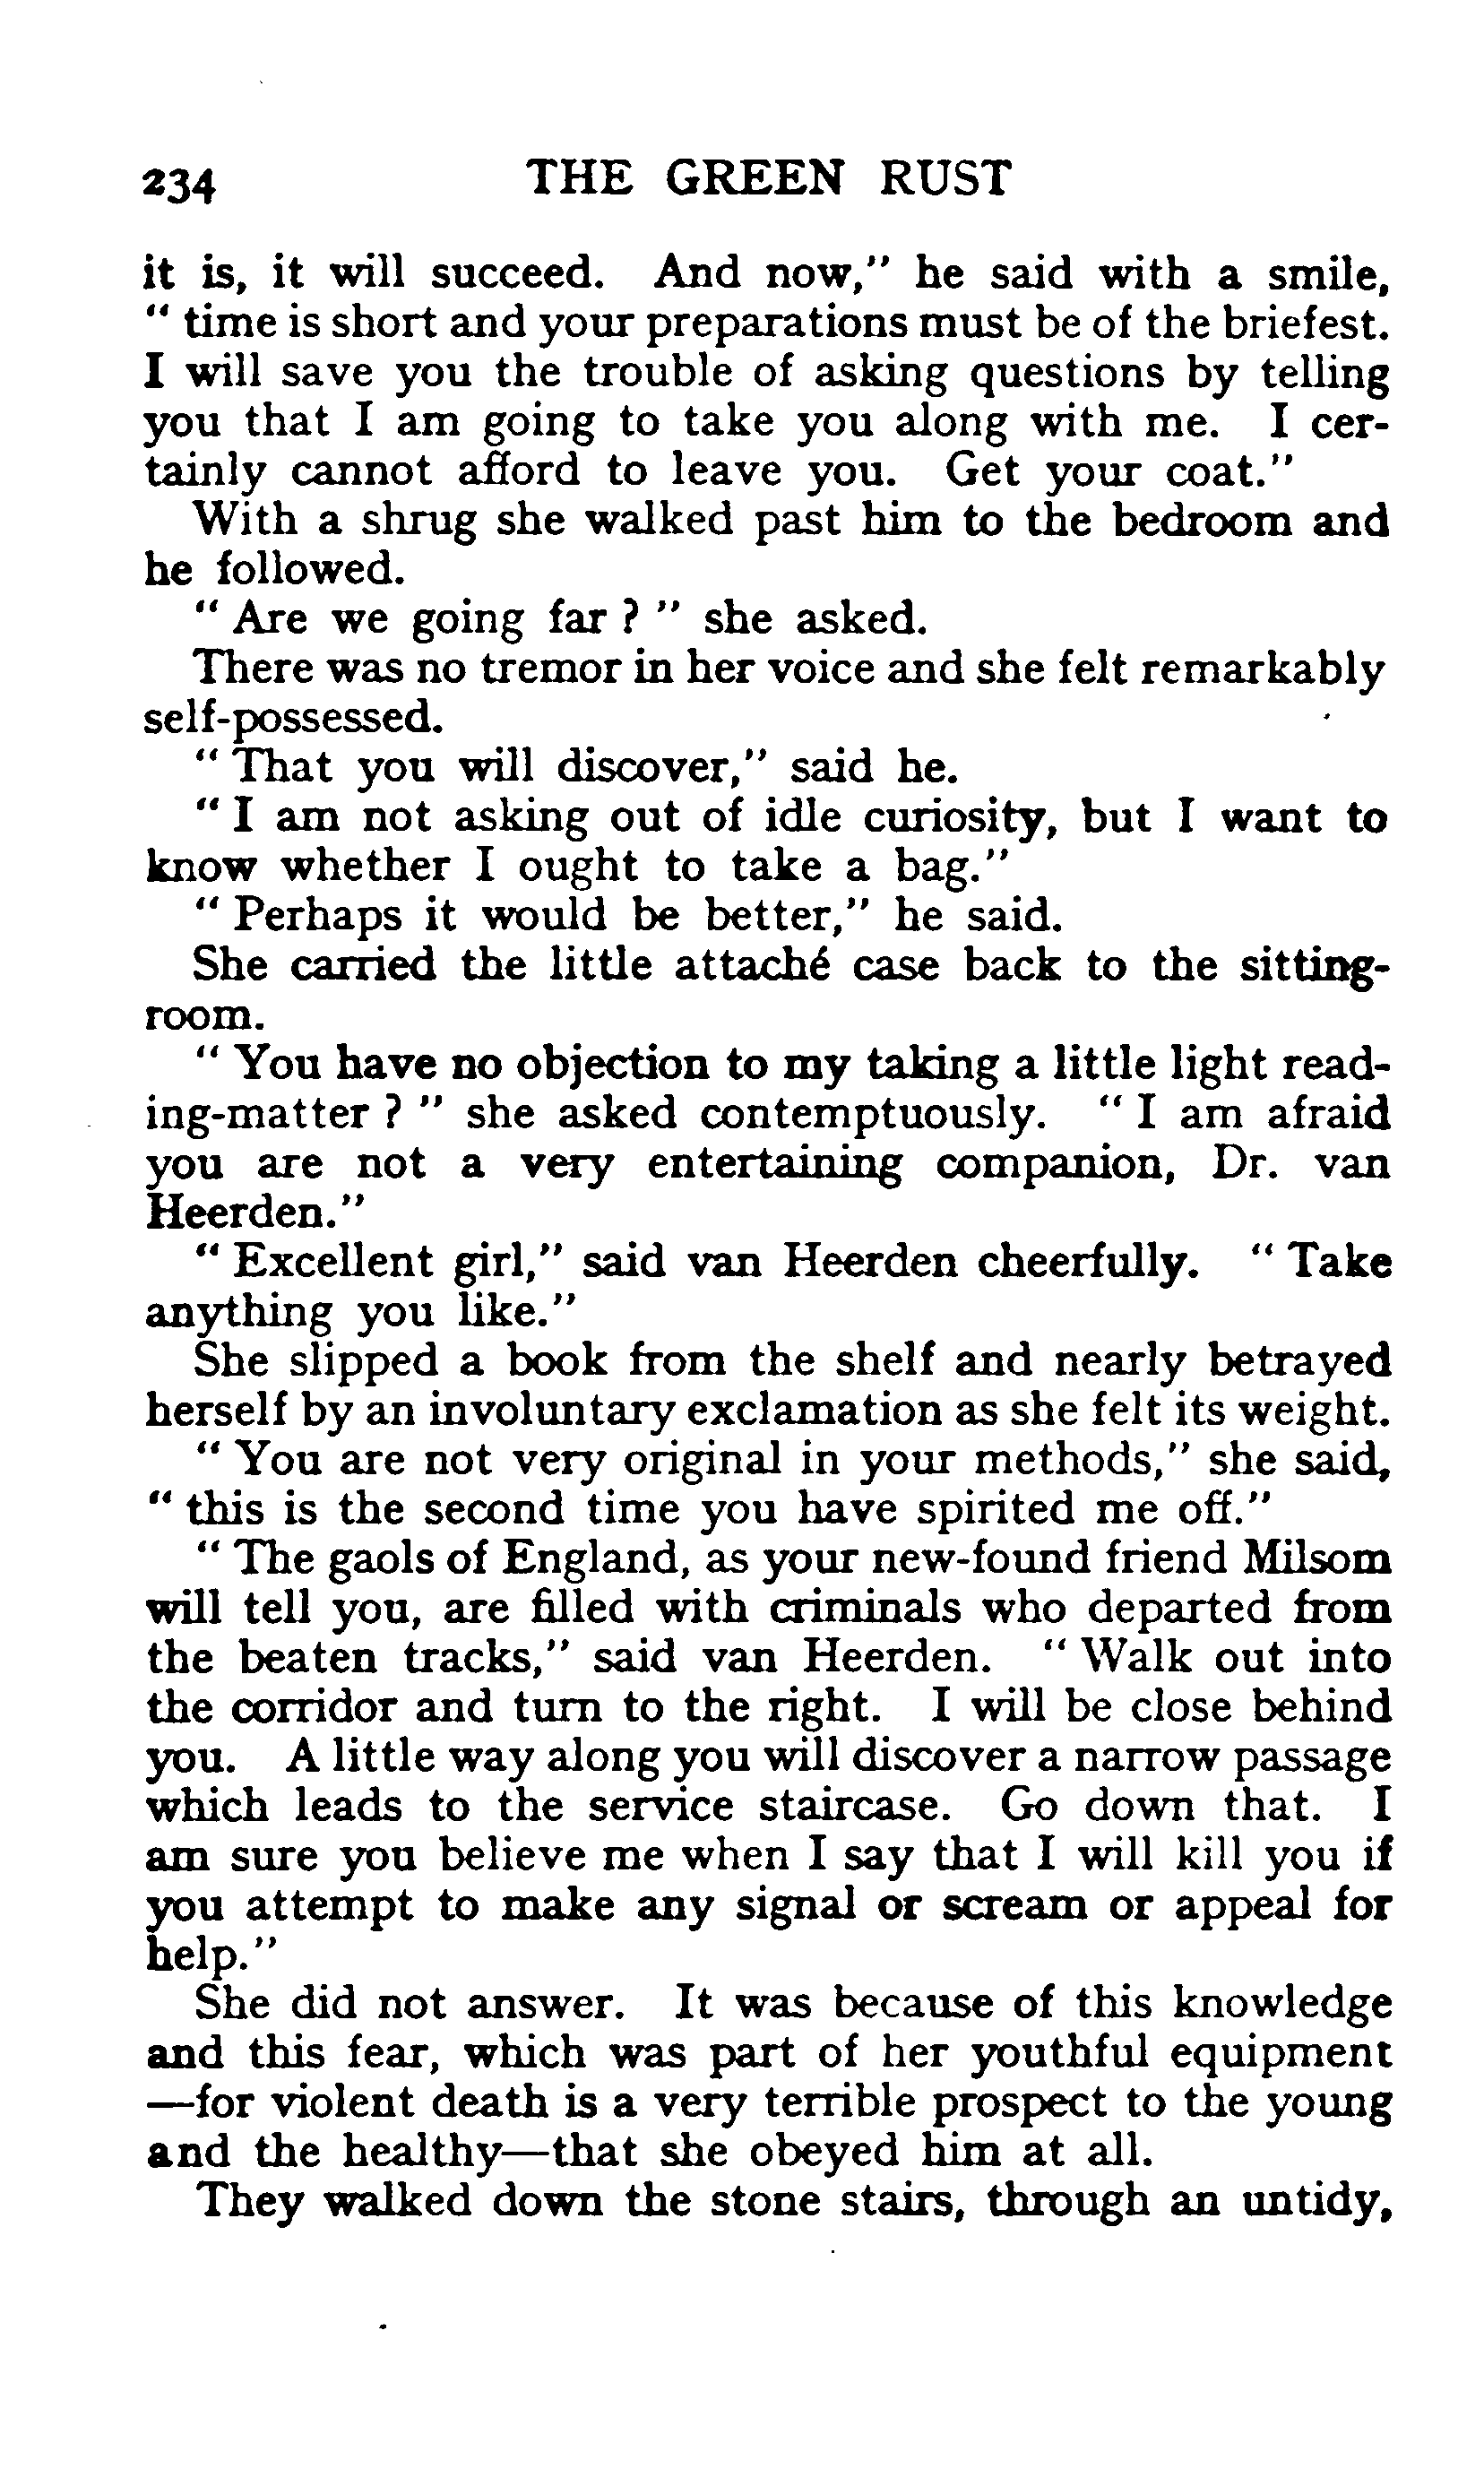 234 THE GREEN RUST
it is, it will succeed. And now," he said with a smile,
" time is short and your preparations must be of the briefest.
I will save you the trouble of asking questions by telling
you that I am going to take you along with me. I cer-
tainly cannot afford to leave you. Get your coat."
With a shrug she walked past him to the bedroom and
he followed.
" Are we going far ? " she asked.
There was no tremor in her voice and she felt remarkably
self-possessed.
" That you will discover," said he.
" I am not asking out of idle curiosity, but I want to
know whether I ought to take a bag."
" Perhaps it would be better," he said.
She carried the little attaché case back to the sitting-
room.
" You have no objection to my taking a little light read-
ing-matter ? " she asked contemptuously. " I am afraid
you are not a very entertaining companion, Dr. van
Heerden."
" Excellent girl," said van Heerden cheerfully. " Take
anything you like."
She slipped a book from the shelf and nearly betrayed
herself by an involuntary exclamation as she felt its weight.
" You are not very original in your methods," she said,
" this is the second time you have spirited me off."
" The gaols of England, as your new-found friend Milsom
will tell you, are filled with criminals who departed from
the beaten tracks," said van Heerden. " Walk out into
the corridor and turn to the right. I will be close behind
you. A little way along you will discover a narrow passage
which leads to the service staircase. Go down that. I
am sure you believe me when I say that I will kill you if
you attempt to make any signal or scream or appeal for
help."
She did not answer. It was because of this knowledge
and this fear, which was part of her youthful equipment
—for violent death is a very terrible prospect to the young
and the healthy—that she obeyed him at all.
They walked down the stone stairs, through an untidy,